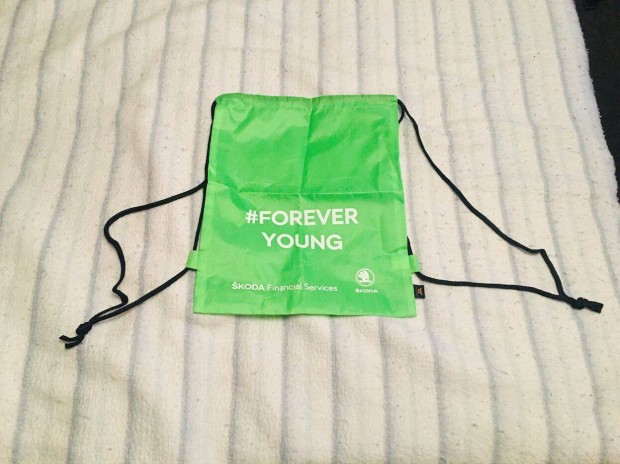 #FOREVER
YOUNG
ŠKODA Financial Services
ŠKODA